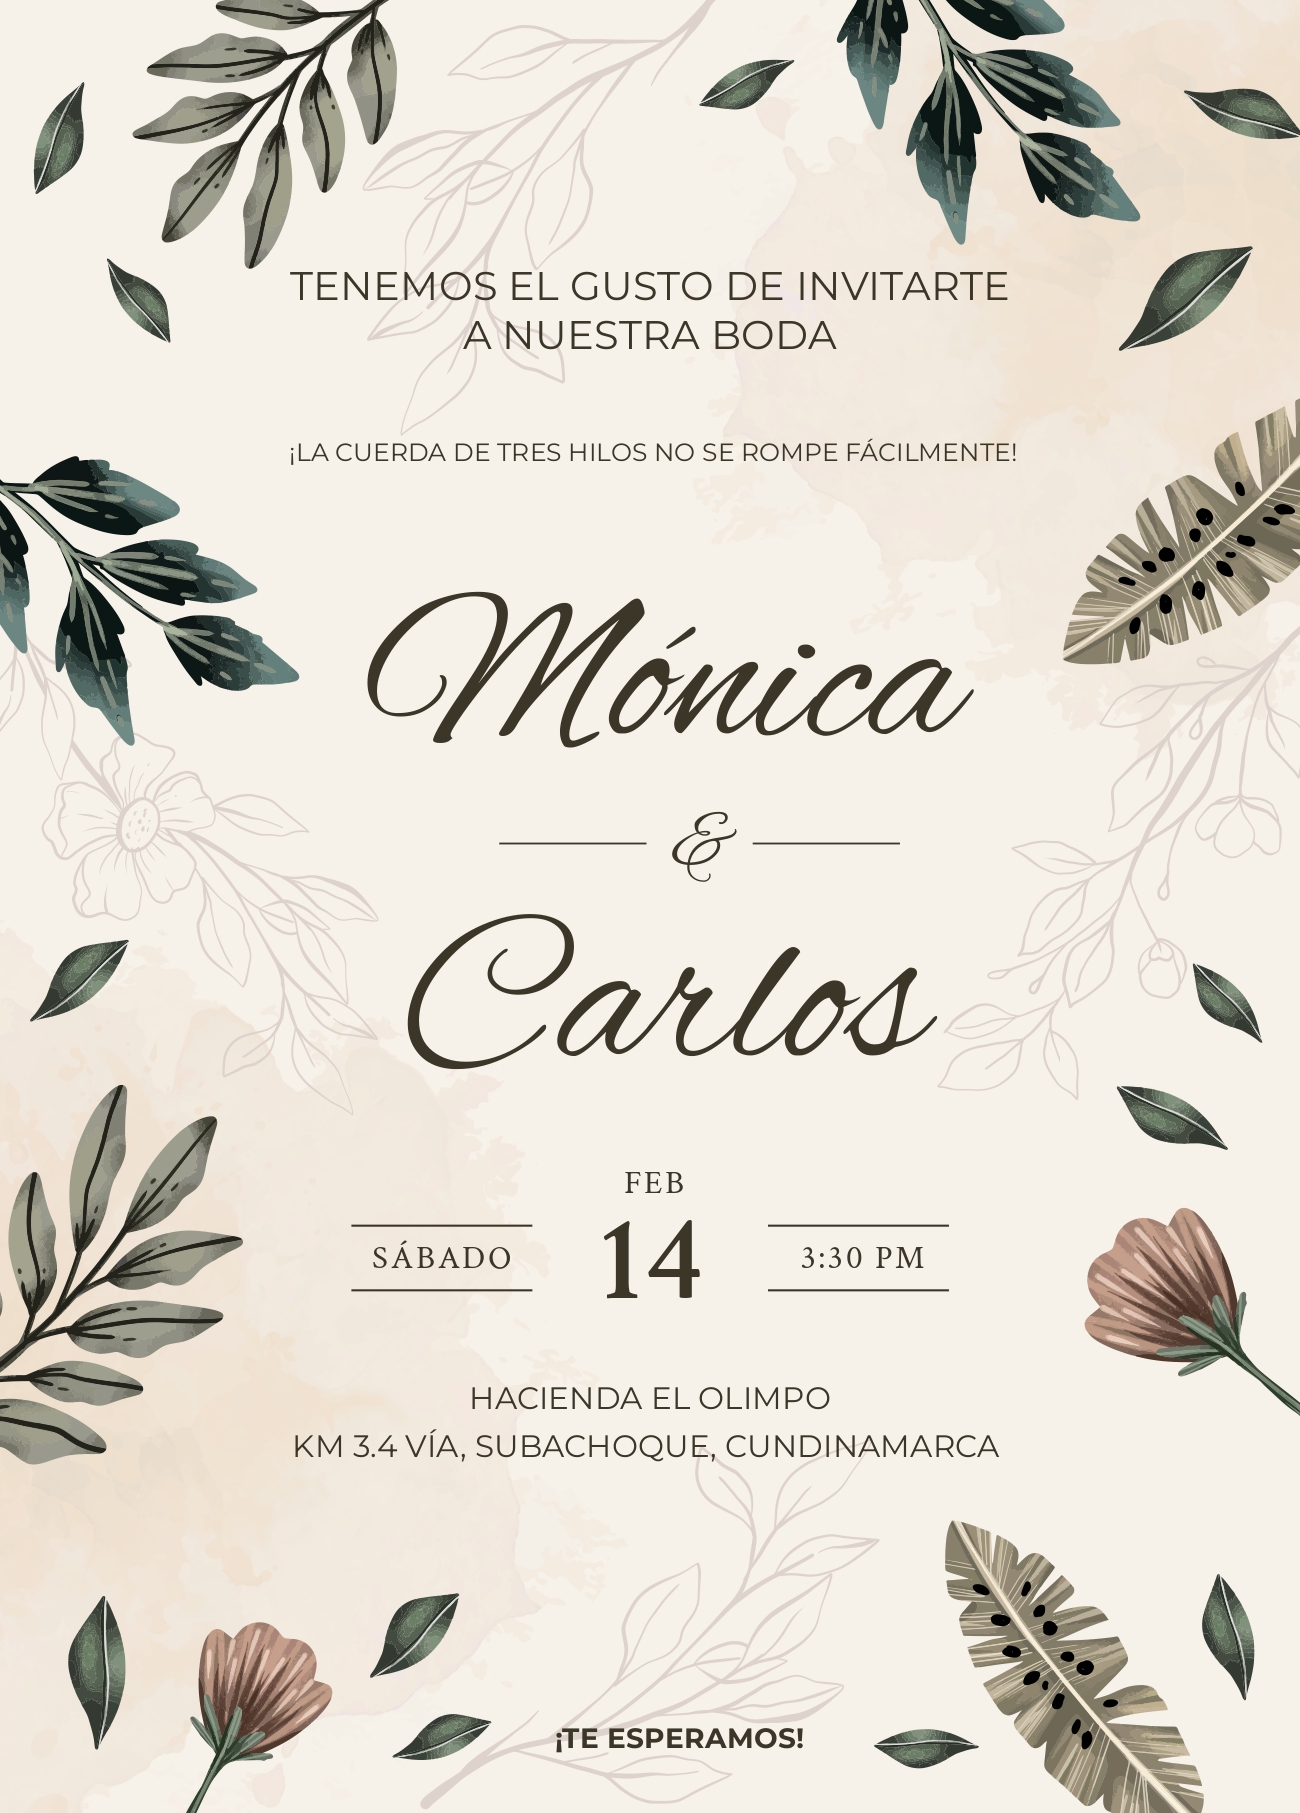 TENEMOS EL GUSTO DE INVITARTE
A NUESTRA BODA
¡LA CUERDA DE TRES HILOS NO SE ROMPE FÁCILMENTE!
Mónica
&
Carlos
FEB
SÁBADO 14 3:30 PM
HACIENDA EL OLIMPO
KM 3.4 VÍA, SUBACHOQUE, CUNDINAMARCA
¡TE ESPERAMOS!